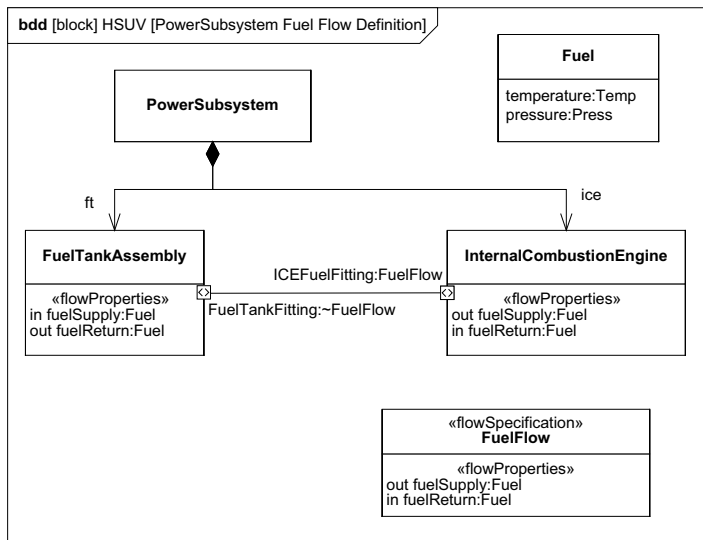 bdd [block] HSUV [PowerSubsystem Fuel Flow Definition]
Fuel
temperature:Temp
pressure:Press
PowerSubsystem
ft
ice
FuelTankAssembly
«flowProperties»
in fuelSupply:Fuel
out fuelReturn:Fuel
ICEFuelFitting:FuelFlow
FuelTankFitting:~FuelFlow
InternalCombustionEngine
«flowProperties»
out fuelSupply:Fuel
in fuelReturn:Fuel
«flowSpecification»
FuelFlow
«flowProperties»
out fuelSupply:Fuel
in fuelReturn:Fuel